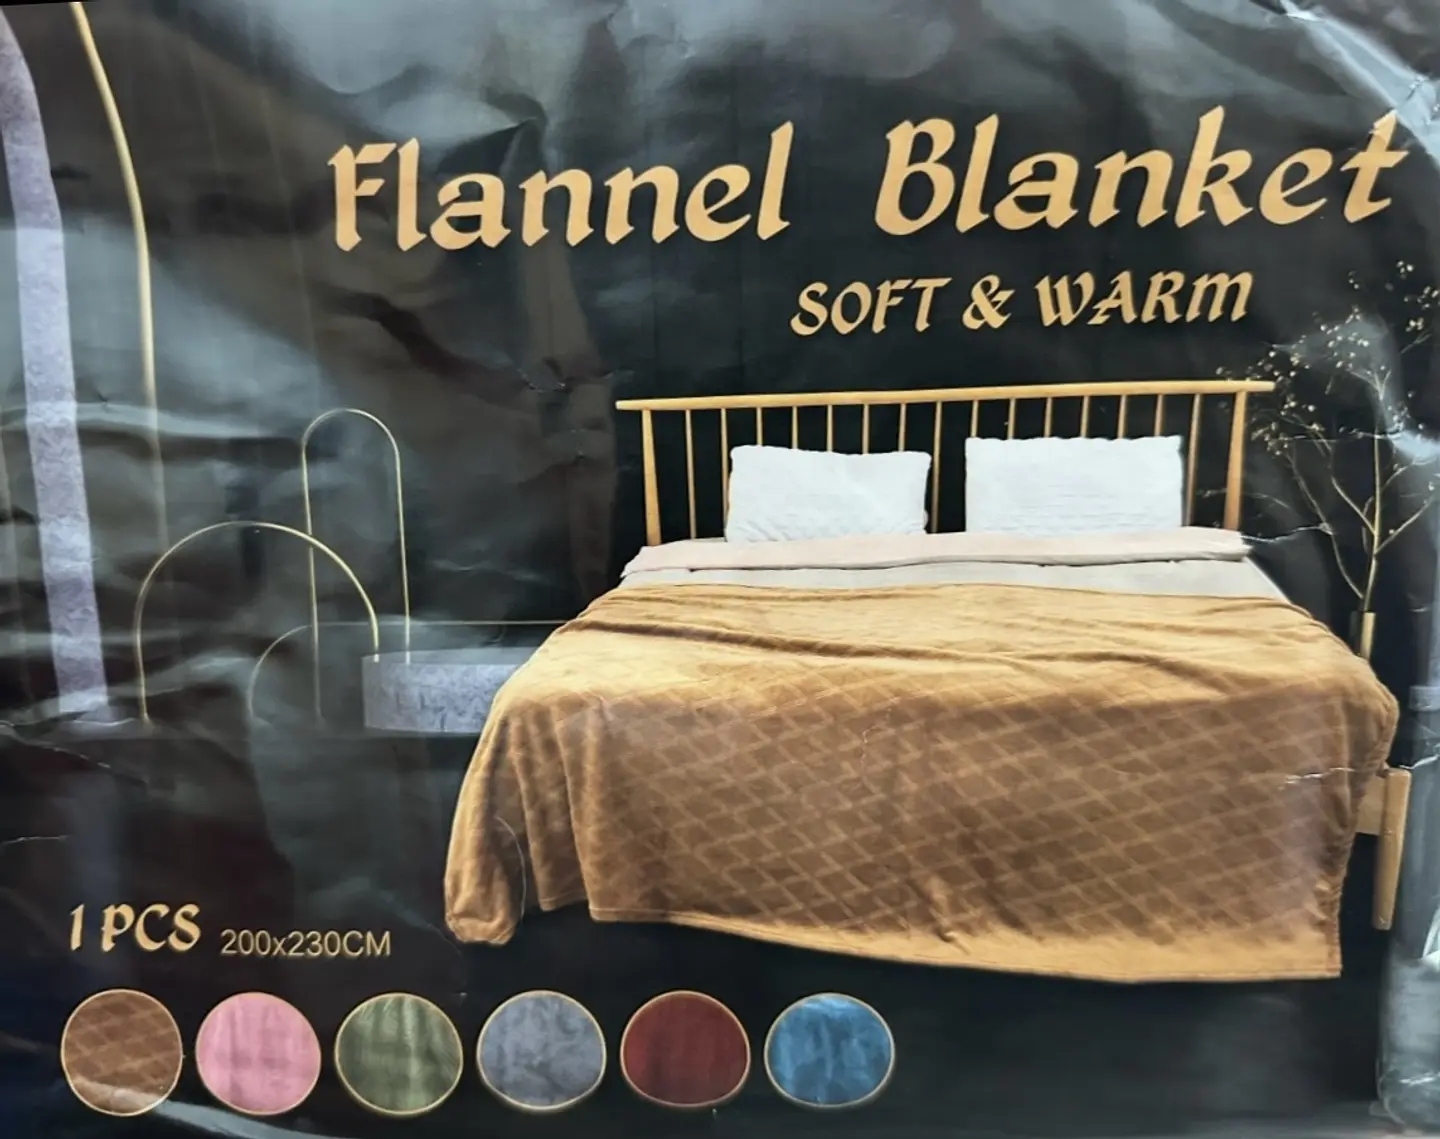 Flannel Blanket
SOFT & WARM
1 PCS 200x230CM